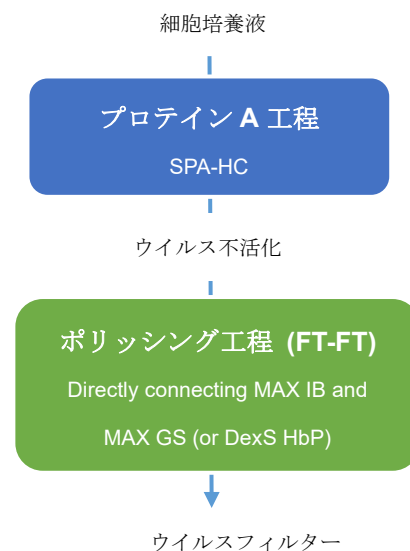 細胞培養液
プロテイン A 工程
SPA-HC
ウイルス不活化
ポリッシング工程 (FT-FT)
Directly connecting MAX IB and
MAX GS (or DexS HbP)
ウイルスフィルター